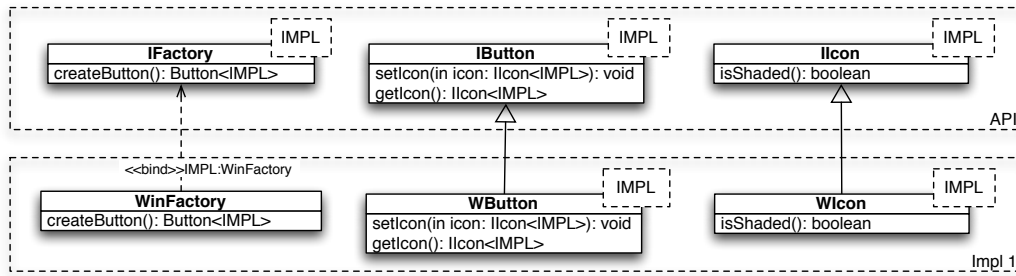 IMPL IMPL IMPL
IFactory IButton IIcon
createButton(): Button<IMPL> setIcon(in icon: IIcon<IMPL>): void isShaded(): boolean
getIcon(): IIcon<IMPL>
API
<<bind>>IMPL:WinFactory
IMPL IMPL
WinFactory WButton WIcon
createButton(): Button<IMPL> setIcon(in icon: IIcon<IMPL>): void isShaded(): boolean
getIcon(): IIcon<IMPL>
Impl 1